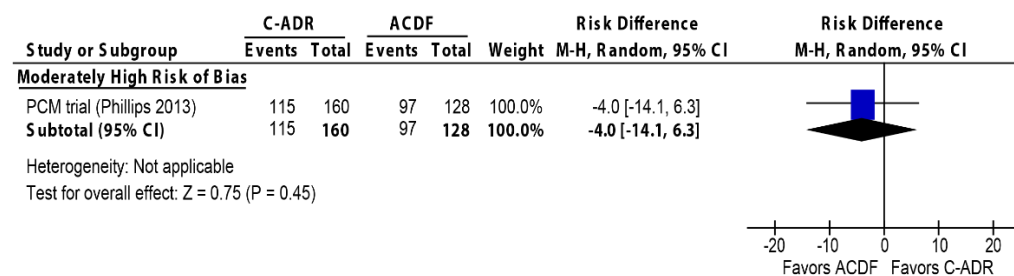 C-ADR ACDF Risk Difference Risk Difference
Study or Subgroup Events Total Events Total Weight M-H, Random, 95% CI M-H, Random, 95% CI
Moderately High Risk of Bias
PCM trial (Phillips 2013) 115 160 97 128 100.0% -4.0 [-14.1, 6.3]
Subtotal (95% CI) 115 160 97 128 100.0% -4.0 [-14.1, 6.3]
Heterogeneity: Not applicable
Test for overall effect: Z = 0.75 (P = 0.45)
-20 -10 0 10 20
Favors ACDF Favors C-ADR